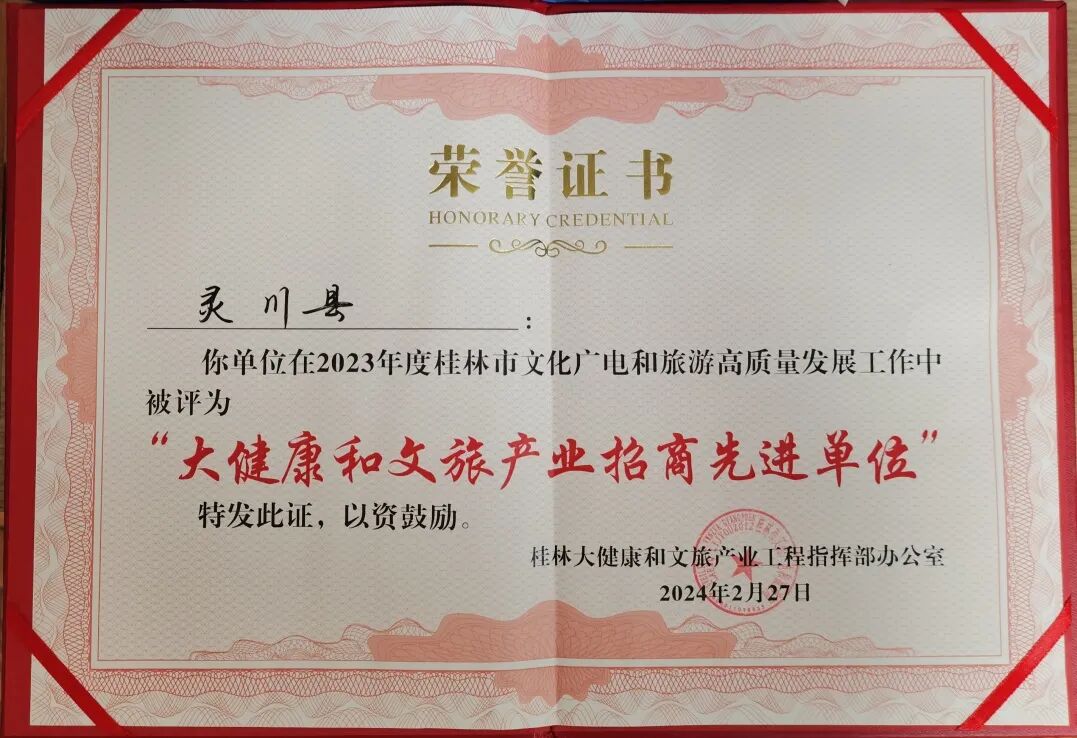 荣誉证书
HONORARY CREDENTIAL
灵川县：
你单位在2023年度桂林市文化广电和旅游高质量发展工作中
被评为
“大健康和文旅产业招商先进单位”
特发此证，以资鼓励。
桂林大健康和文旅产业工程指挥部办公室
2024年2月27日